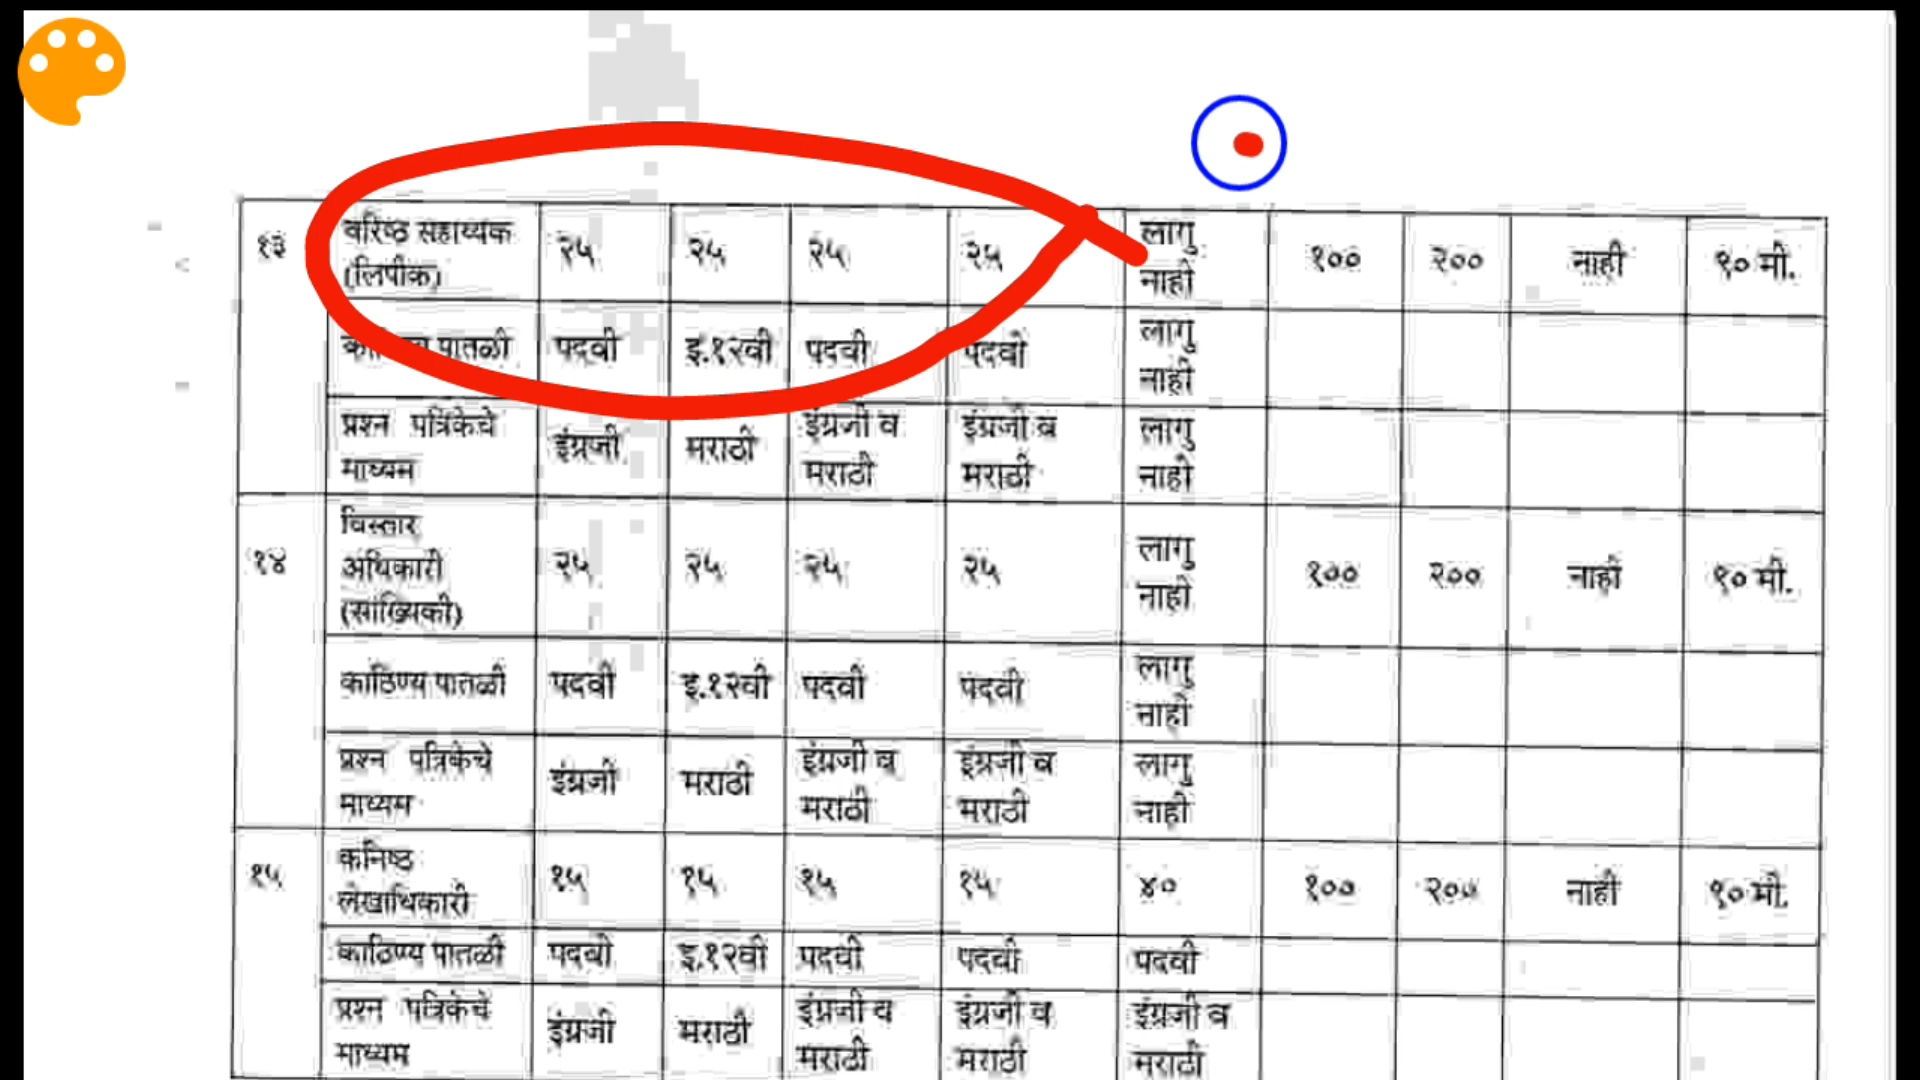 १३ वरिष्ठ सहाय्यक (लिपीक) २५ २५ २५ २५ लागु नाही १०० २०० नाही ९० मी.
काठिण्य पातळी पदवी इ.१२वी पदवी पदवी लागु नाही
प्रश्न पत्रिकेचे माध्यम इंग्रजी मराठी इंग्रजी व मराठी इंग्रजी व मराठी लागु नाही
१४ विस्तार अधिकारी (सांख्यिकी) २५ २५ २५ २५ लागु नाही १०० २०० नाही ९० मी.
काठिण्य पातळी पदवी इ.१२वी पदवी पदवी लागु नाही
प्रश्न पत्रिकेचे माध्यम इंग्रजी मराठी इंग्रजी व मराठी इंग्रजी व मराठी लागु नाही
१५ कनिष्ठ लेखाधिकारी १५ १५ १५ १५ ४० १०० २०० नाही ९० मी.
काठिण्य पातळी पदवी इ.१२वी पदवी पदवी पदवी
प्रश्न पत्रिकेचे माध्यम इंग्रजी मराठी इंग्रजी व मराठी इंग्रजी व मराठी इंग्रजी व मराठी